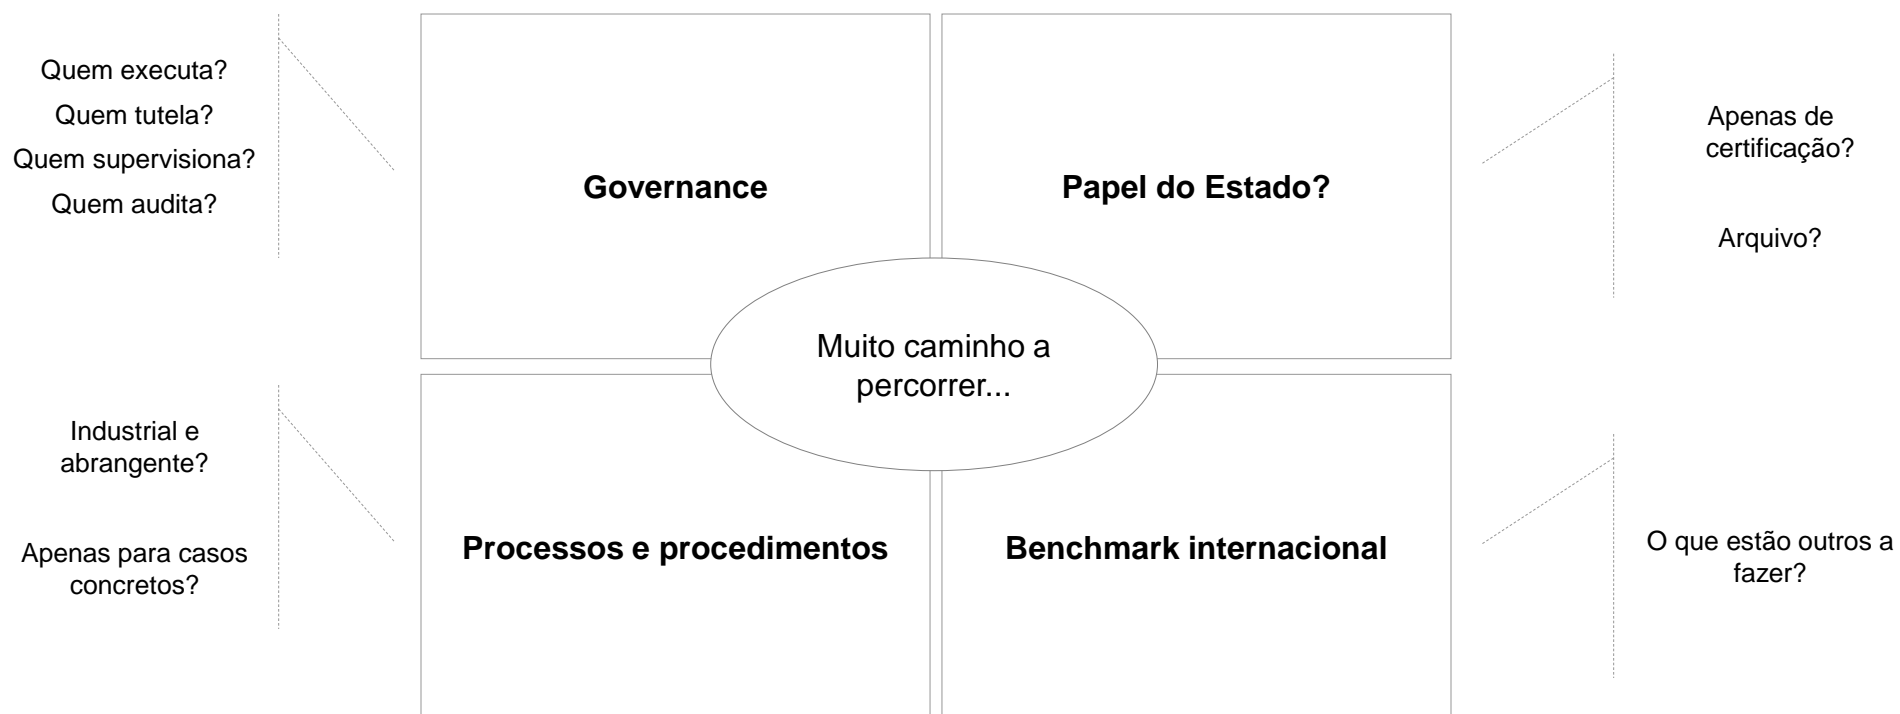 Quem executa?
Quem tutela?
Quem supervisiona?
Quem audita?
Governance
Papel do Estado?
Apenas de
certificação?
Arquivo?
Muito caminho a
percorrer...
Industrial e
abrangente?
Apenas para casos
concretos?
Processos e procedimentos
Benchmark internacional
O que estão outros a
fazer?